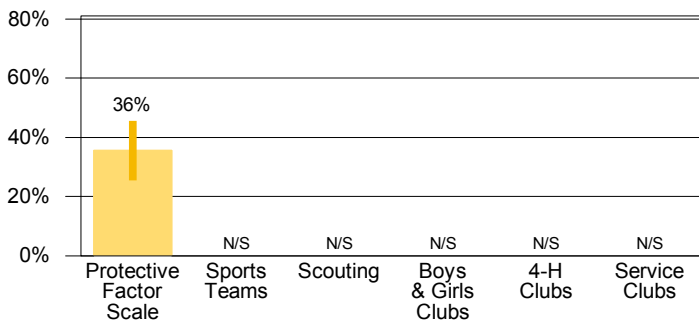 80%
60%
40%
20%
0%
36%
N/S
N/S
N/S
N/S
N/S
Protective
Factor
Scale
Sports
Teams
Scouting
Boys
& Girls
Clubs
4-H
Clubs
Service
Clubs